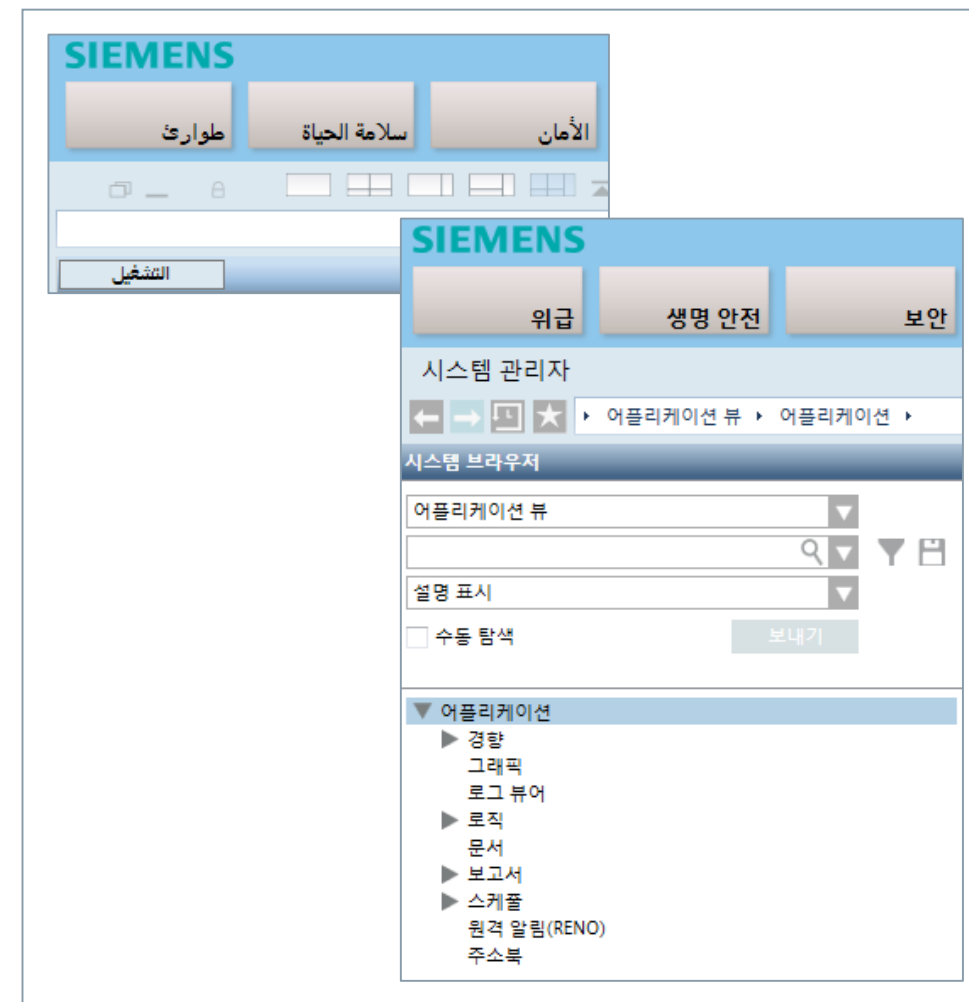 SIEMENS
طوارئ سلامة الحياة الأمان
التشغيل
SIEMENS
위급 생명 안전 보안
시스템 관리자
어플리케이션 뷰 어플리케이션
시스템 브라우저
어플리케이션 뷰
설명 표시
수동 탐색 보내기
어플리케이션
경향
그래픽
로그 뷰어
로직
문서
보고서
스케줄
원격 알림(RENO)
주소북